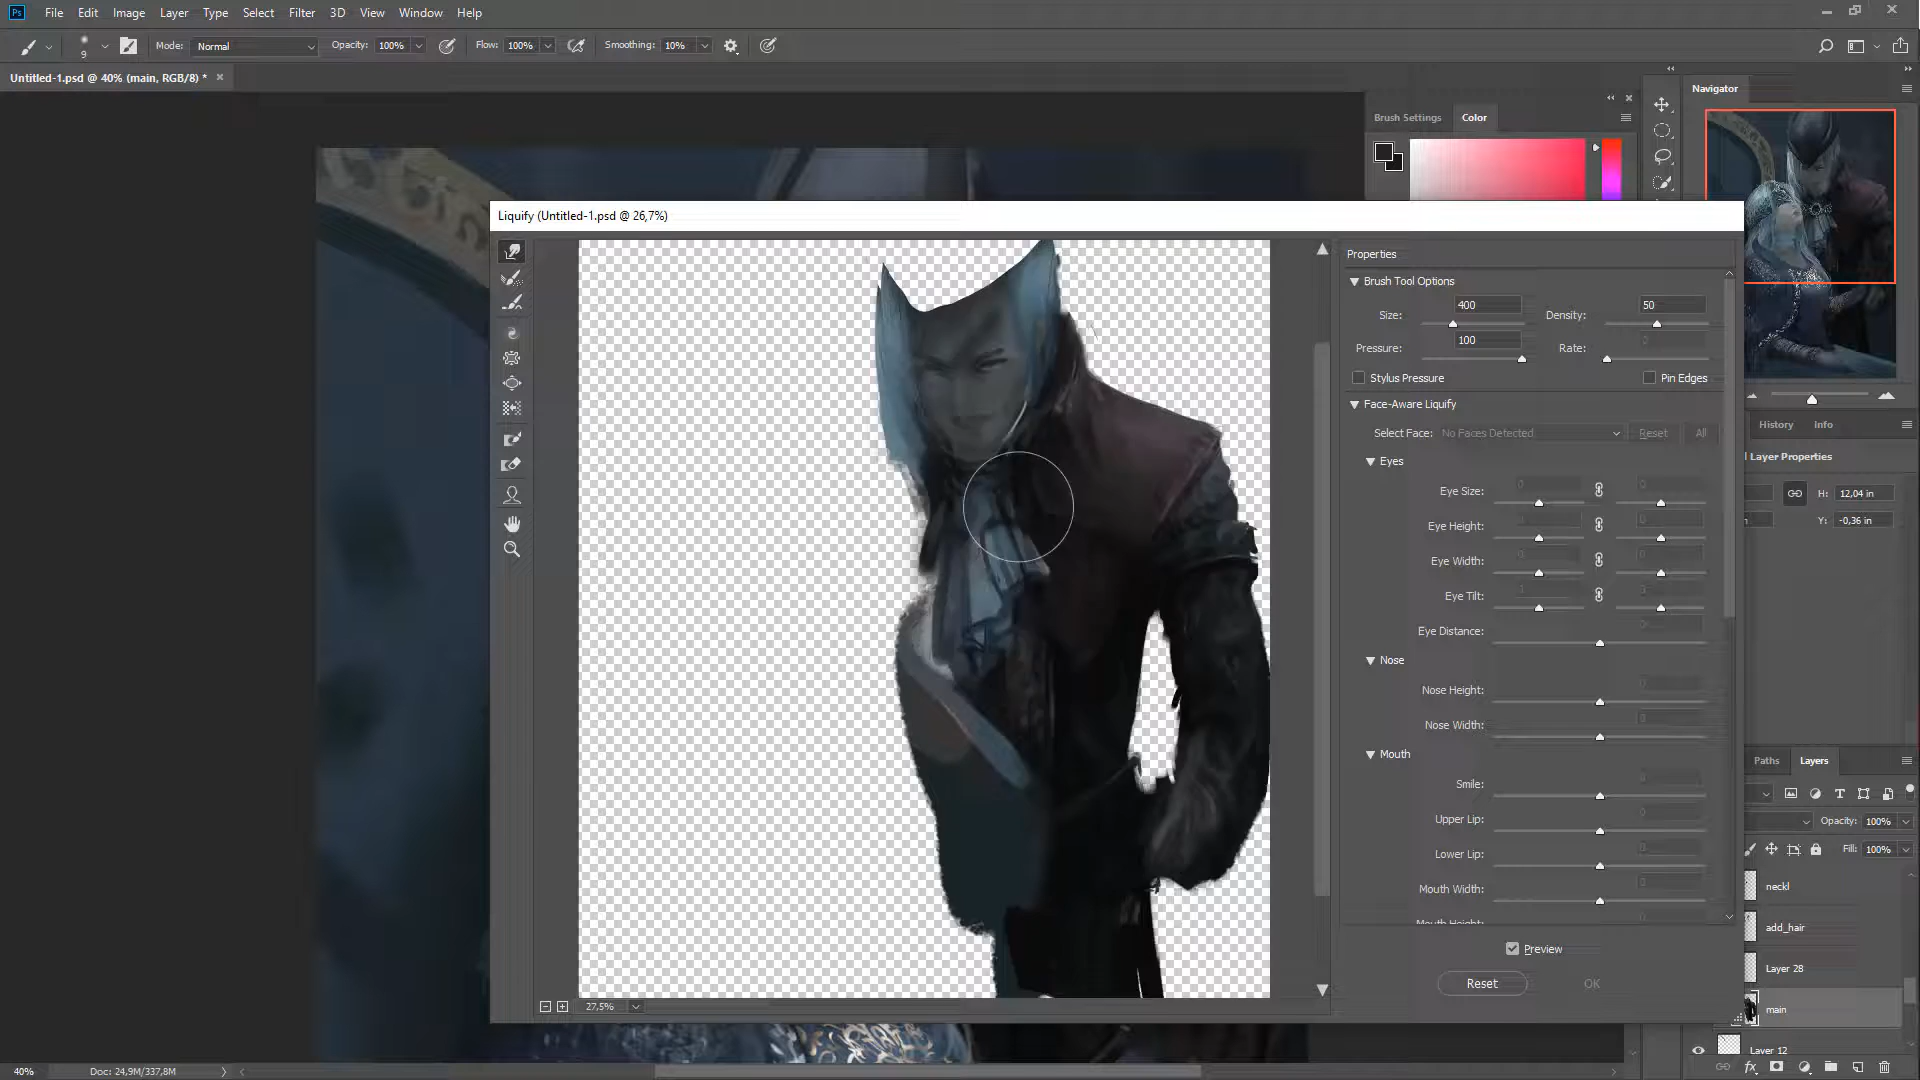 Ps File Edit Image Layer Type Select Filter 3D View Window Help
9 Mode: Normal Opacity: 100% Flow: 100% Smoothing: 10%
Untitled-1.psd @ 40% (main, RGB/8) *
Navigator
Brush Settings Color
Liquify (Untitled-1.psd @ 26,7%)
Properties
Brush Tool Options
Size: 400 Density: 50
Pressure: 100 Rate:
Stylus Pressure Pin Edges
Face-Aware Liquify
Select Face: No Faces Detected Reset All
Eyes
Eye Size:
Eye Height:
Eye Width:
Eye Tilt:
Eye Distance:
Nose
Nose Height:
Nose Width:
Mouth
Smile:
Upper Lip:
Lower Lip:
Mouth Width:
Mouth Height:
Preview
Reset OK
27,5%
History Info
Layer Properties
H: 12,04 in
Y: -0,36 in
Paths Layers
Opacity: 100%
Fill: 100%
neckl
add_hair
Layer 28
main
Layer 12
40% Doc: 24,9M/337,8M